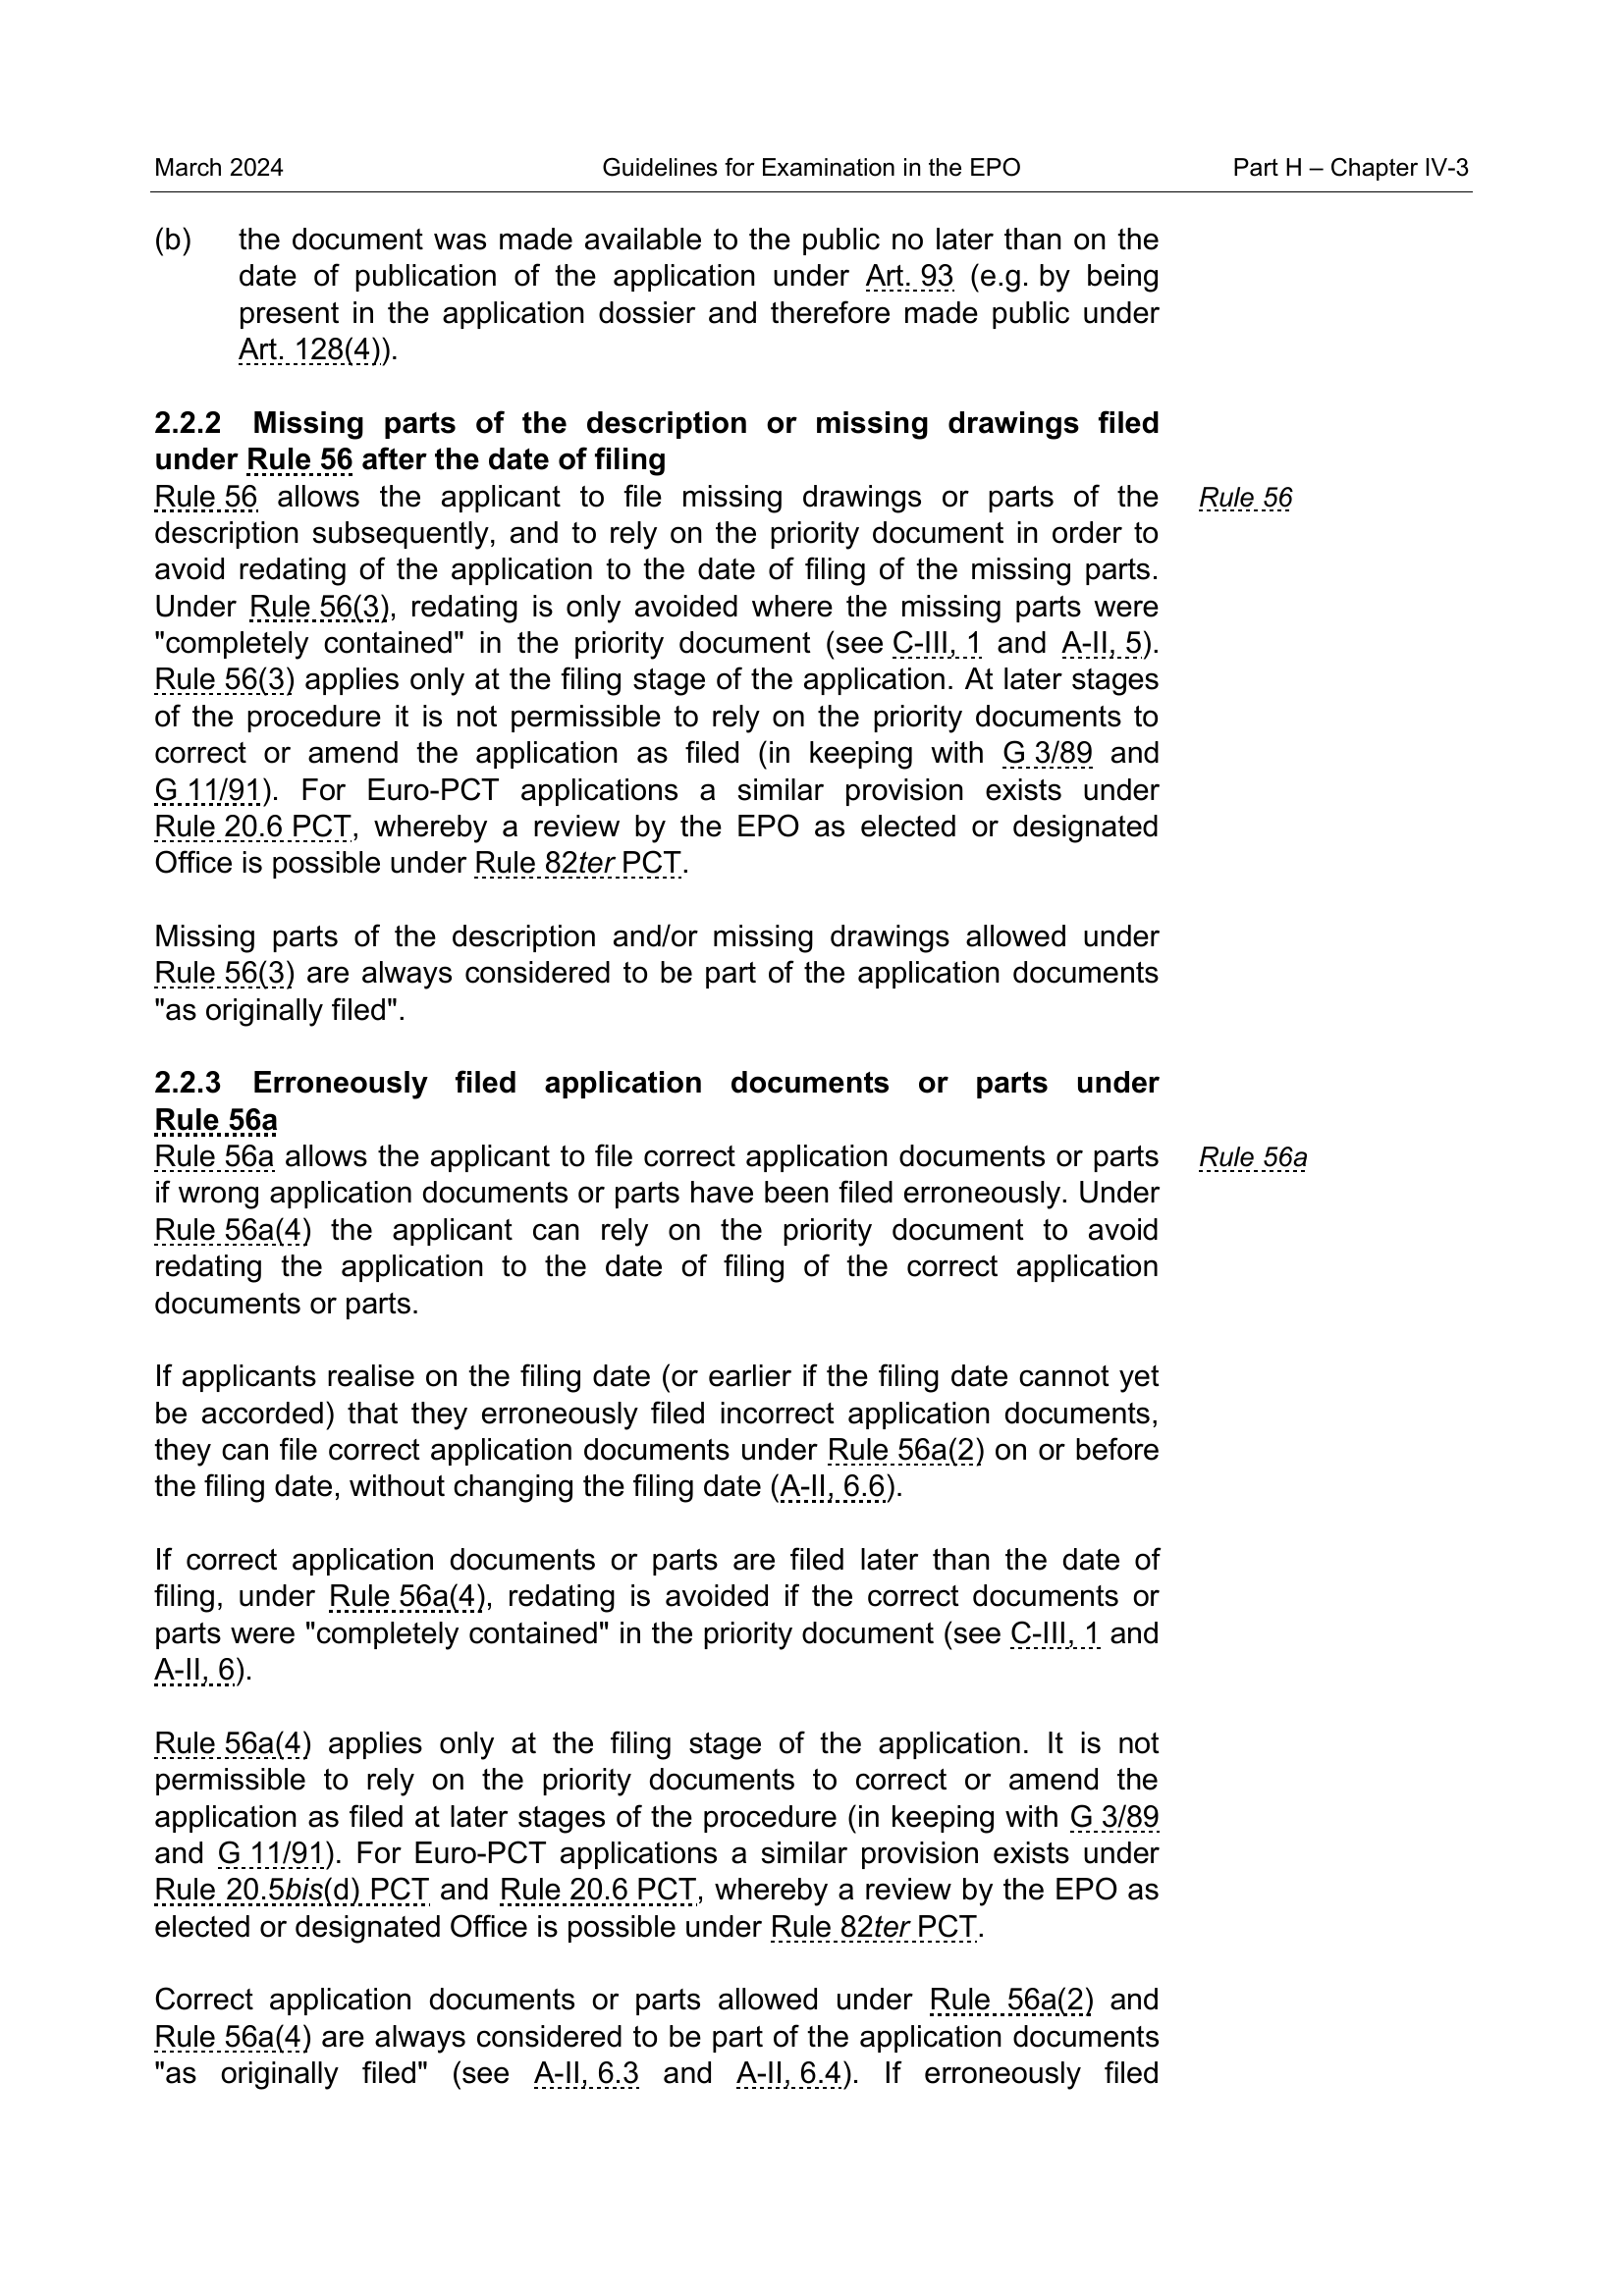 March 2024 Guidelines for Examination in the EPO Part H – Chapter IV-3
(b) the document was made available to the public no later than on the
date of publication of the application under Art. 93 (e.g. by being
present in the application dossier and therefore made public under
Art. 128(4)).
2.2.2 Missing parts of the description or missing drawings filed
under Rule 56 after the date of filing
Rule 56 allows the applicant to file missing drawings or parts of the Rule 56
description subsequently, and to rely on the priority document in order to
avoid redating of the application to the date of filing of the missing parts.
Under Rule 56(3), redating is only avoided where the missing parts were
"completely contained" in the priority document (see C-III, 1 and A-II, 5).
Rule 56(3) applies only at the filing stage of the application. At later stages
of the procedure it is not permissible to rely on the priority documents to
correct or amend the application as filed (in keeping with G 3/89 and
G 11/91). For Euro-PCT applications a similar provision exists under
Rule 20.6 PCT, whereby a review by the EPO as elected or designated
Office is possible under Rule 82ter PCT.
Missing parts of the description and/or missing drawings allowed under
Rule 56(3) are always considered to be part of the application documents
"as originally filed".
2.2.3 Erroneously filed application documents or parts under
Rule 56a
Rule 56a allows the applicant to file correct application documents or parts Rule 56a
if wrong application documents or parts have been filed erroneously. Under
Rule 56a(4) the applicant can rely on the priority document to avoid
redating the application to the date of filing of the correct application
documents or parts.
If applicants realise on the filing date (or earlier if the filing date cannot yet
be accorded) that they erroneously filed incorrect application documents,
they can file correct application documents under Rule 56a(2) on or before
the filing date, without changing the filing date (A-II, 6.6).
If correct application documents or parts are filed later than the date of
filing, under Rule 56a(4), redating is avoided if the correct documents or
parts were "completely contained" in the priority document (see C-III, 1 and
A-II, 6).
Rule 56a(4) applies only at the filing stage of the application. It is not
permissible to rely on the priority documents to correct or amend the
application as filed at later stages of the procedure (in keeping with G 3/89
and G 11/91). For Euro-PCT applications a similar provision exists under
Rule 20.5bis(d) PCT and Rule 20.6 PCT, whereby a review by the EPO as
elected or designated Office is possible under Rule 82ter PCT.
Correct application documents or parts allowed under Rule 56a(2) and
Rule 56a(4) are always considered to be part of the application documents
"as originally filed" (see A-II, 6.3 and A-II, 6.4). If erroneously filed